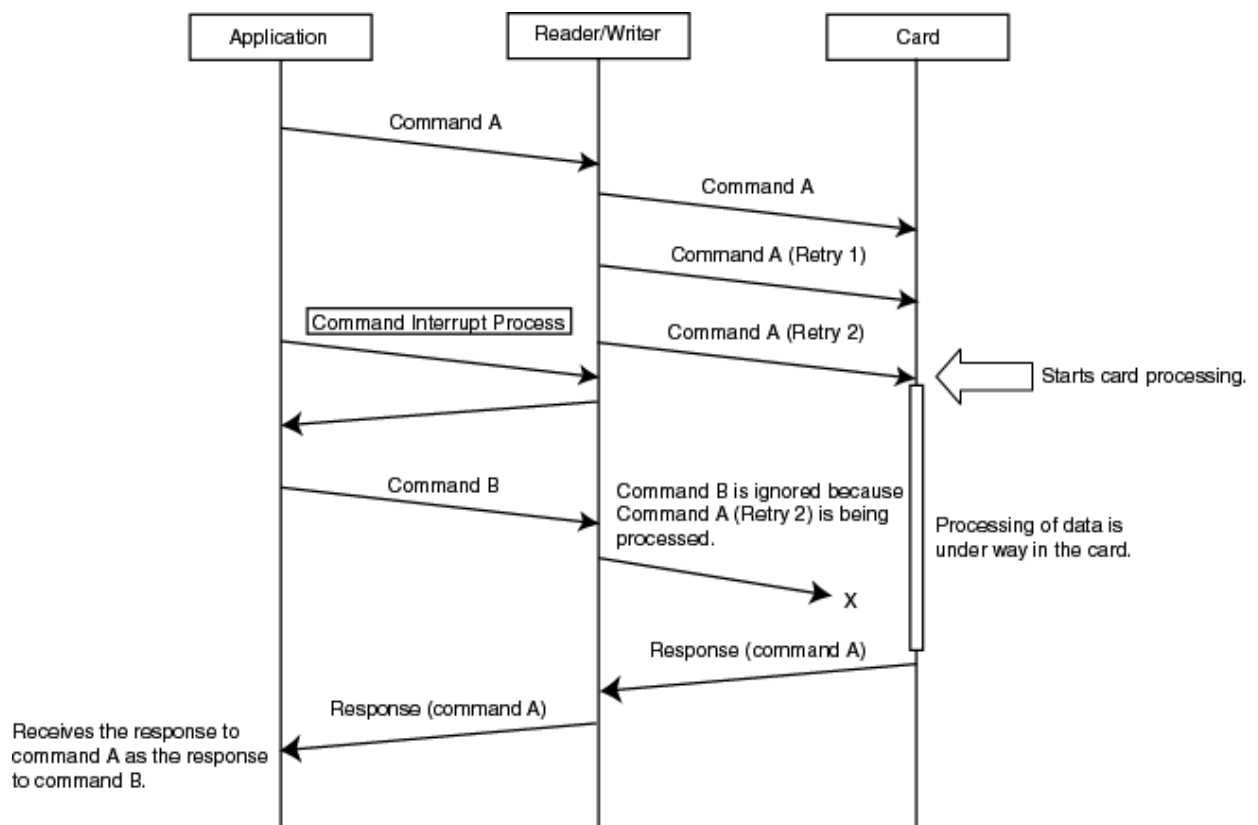 Application
Reader/Writer
Card
Command A
Command A
Command A (Retry 1)
Command Interrupt Process
Command A (Retry 2)
Starts card processing.
Command B
Command B is ignored because
Command A (Retry 2) is being
processed.
Processing of data is
under way in the card.
X
Response (command A)
Response (command A)
Receives the response to
command A as the response
to command B.